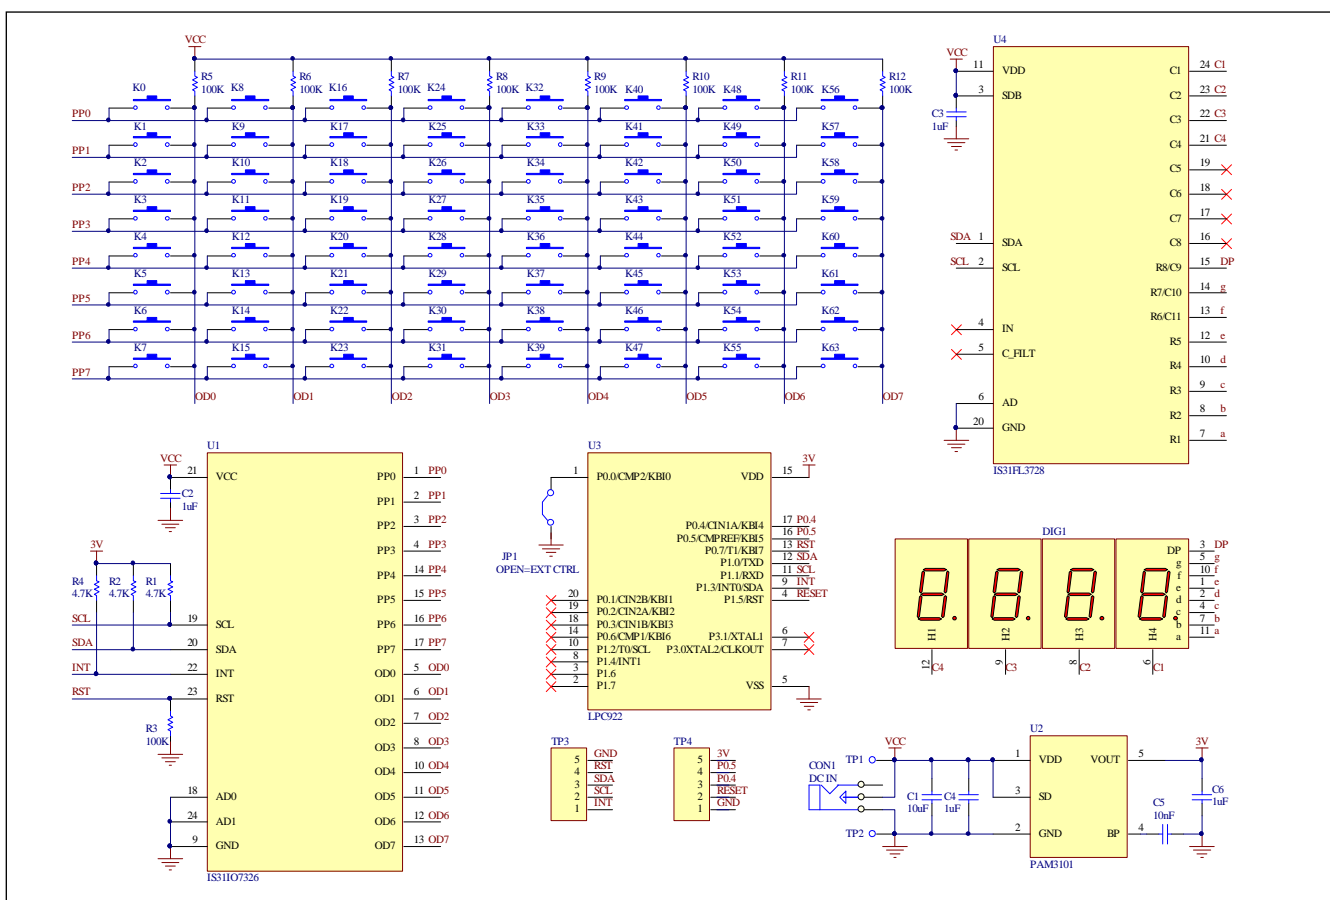 VCC
R5 100K
R6 100K
R7 100K
R8 100K
R9 100K
R10 100K
R11 100K
R12 100K
K0 K8 K16 K24 K32 K40 K48 K56
PP0
K1 K9 K17 K25 K33 K41 K49 K57
PP1
K2 K10 K18 K26 K34 K42 K50 K58
PP2
K3 K11 K19 K27 K35 K43 K51 K59
PP3
K4 K12 K20 K28 K36 K44 K52 K60
PP4
K5 K13 K21 K29 K37 K45 K53 K61
PP5
K6 K14 K22 K30 K38 K46 K54 K62
PP6
K7 K15 K23 K31 K39 K47 K55 K63
PP7
OD0 OD1 OD2 OD3 OD4 OD5 OD6 OD7
U4
VCC
C3
1uF
11 VDD
3 SDB
SDA 1 SDA
SCL 2 SCL
4 IN
5 C_FILT
6 AD
20 GND
C1 24 C1
C2 23 C2
C3 22 C3
C4 21 C4
C5 19
C6 18
C7 17
C8 16
R8/C9 15 DP
R7/C10 14 g
R6/C11 13 f
R5 12 e
R4 10 d
R3 9 c
R2 8 b
R1 7 a
IS31FL3728
U1
VCC
C2
1uF
3V
R4 4.7K
R2 4.7K
R1 4.7K
21 VCC
SCL 19 SCL
SDA 20 SDA
INT 22 INT
RST 23 RST
R3
100K
18 AD0
24 AD1
9 GND
PP0 1 PP0
PP1 2 PP1
PP2 3 PP2
PP3 4 PP3
PP4 14 PP4
PP5 15 PP5
PP6 16 PP6
PP7 17 PP7
OD0 5 OD0
OD1 6 OD1
OD2 7 OD2
OD3 8 OD3
OD4 10 OD4
OD5 11 OD5
OD6 12 OD6
OD7 13 OD7
IS31IO7326
U3
1 P0.0/CMP2/KBI0
JP1
OPEN=EXT CTRL
20 P0.1/CIN2B/KBI1
19 P0.2/CIN2A/KBI2
18 P0.3/CIN1B/KBI3
14 P0.6/CMP1/KBI6
10 P1.2/T0/SCL
8 P1.4/INT1
3 P1.6
2 P1.7
3V
VDD 15
P0.4/CIN1A/KBI4 17 P0.4
P0.5/CMPREF/KBI5 16 P0.5
P0.7/T1/KBI7 13 RST
P1.0/TXD 12 SDA
P1.1/RXD 11 SCL
P1.3/INT0/SDA 9 INT
P1.5/RST 4 RESET
P3.1/XTAL1 6
P3.0XTAL2/CLKOUT 7
VSS 5
LPC922
DIG1
DP 3 DP
g 5 g
f 10 f
e 1 e
d 2 d
c 4 c
b 7 b
a 11 a
H1 H2 H3 H4
12 C4
9 C3
8 C2
6 C1
TP3
5 GND
4 RST
3 SDA
2 SCL
1 INT
TP4
5 3V
4 P0.5
3 P0.4
2 RESET
1 GND
CON1
DC IN
TP1
TP2
VCC
C1
10uF
C4
1uF
U2
1 VDD
3 SD
2 GND
VOUT 5
BP 4
PAM3101
C5
10nF
3V
C6
1uF